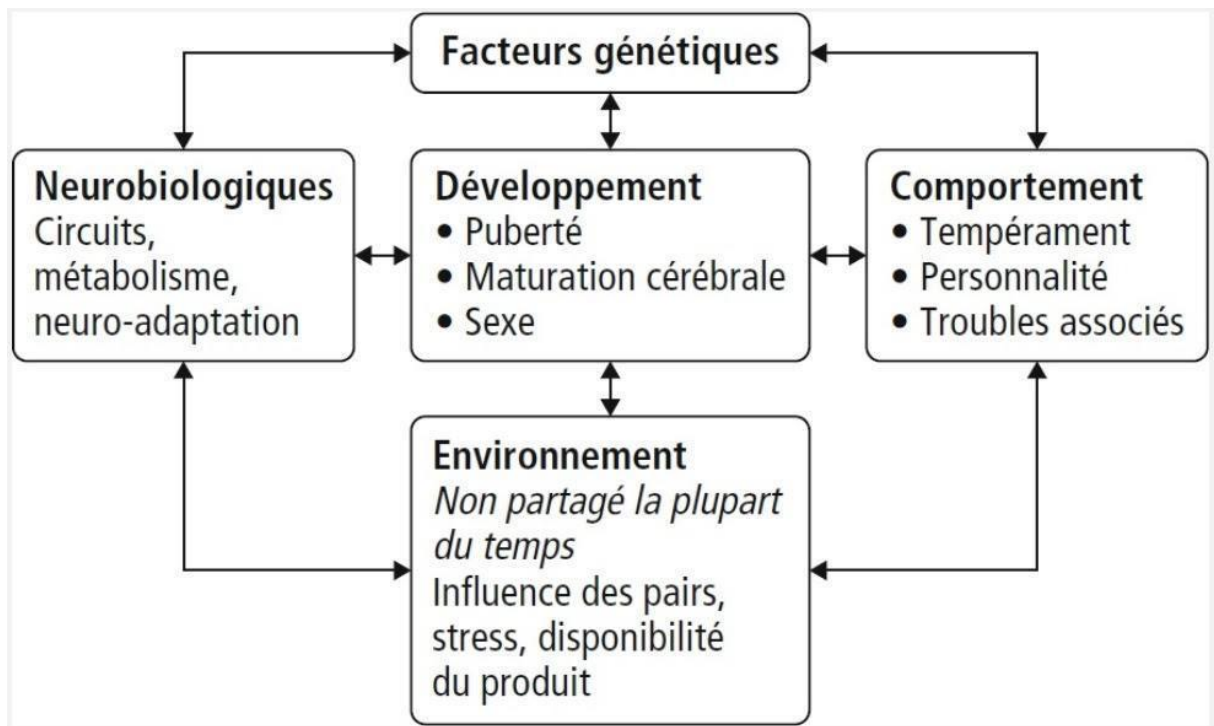 Facteurs génétiques
Neurobiologiques
Circuits,
métabolisme,
neuro-adaptation
Développement
• Puberté
• Maturation cérébrale
• Sexe
Comportement
• Tempérament
• Personnalité
• Troubles associés
Environnement
Non partagé la plupart
du temps
Influence des pairs,
stress, disponibilité
du produit